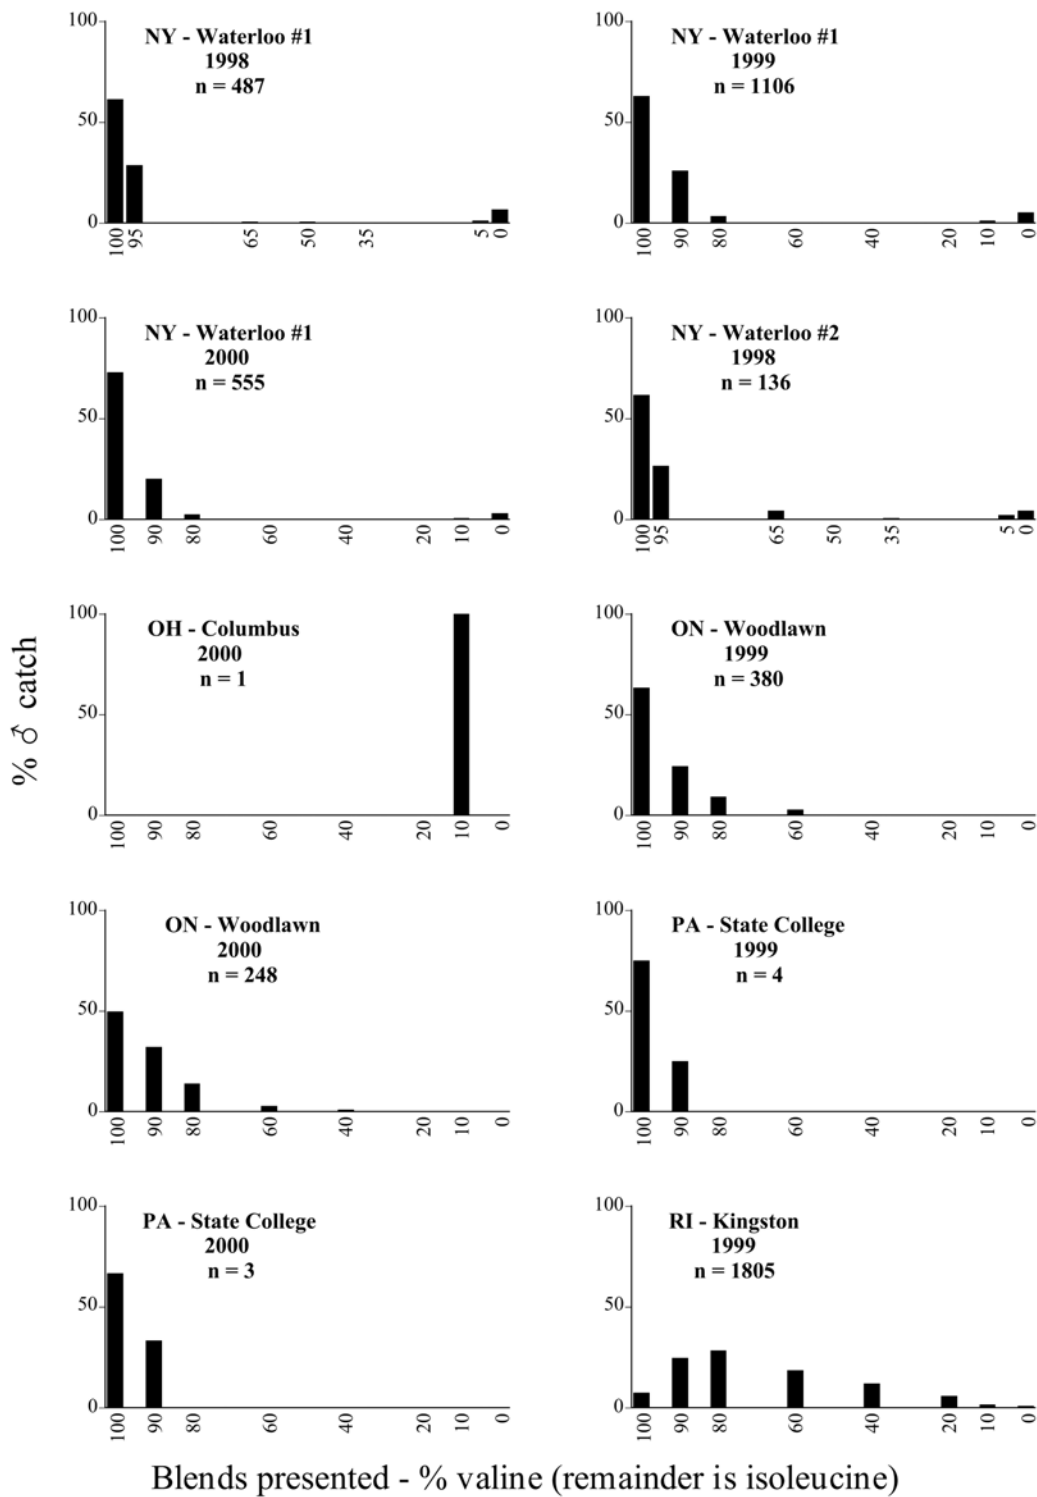 100
50
0
NY - Waterloo #1
1998
n = 487
100 95 65 50 35 5 0
100
50
0
NY - Waterloo #1
1999
n = 1106
100 90 80 60 40 20 10 0
100
50
0
NY - Waterloo #1
2000
n = 555
100 90 80 60 40 20 10 0
100
50
0
NY - Waterloo #2
1998
n = 136
100 95 65 50 35 5 0
% ♂ catch
100
50
0
OH - Columbus
2000
n = 1
100 90 80 60 40 20 10 0
100
50
0
ON - Woodlawn
1999
n = 380
100 90 80 60 40 20 10 0
100
50
0
ON - Woodlawn
2000
n = 248
100 90 80 60 40 20 10 0
100
50
0
PA - State College
1999
n = 4
100 90 80 60 40 20 10 0
100
50
0
PA - State College
2000
n = 3
100 90 80 60 40 20 10 0
100
50
0
RI - Kingston
1999
n = 1805
100 90 80 60 40 20 10 0
Blends presented - % valine (remainder is isoleucine)